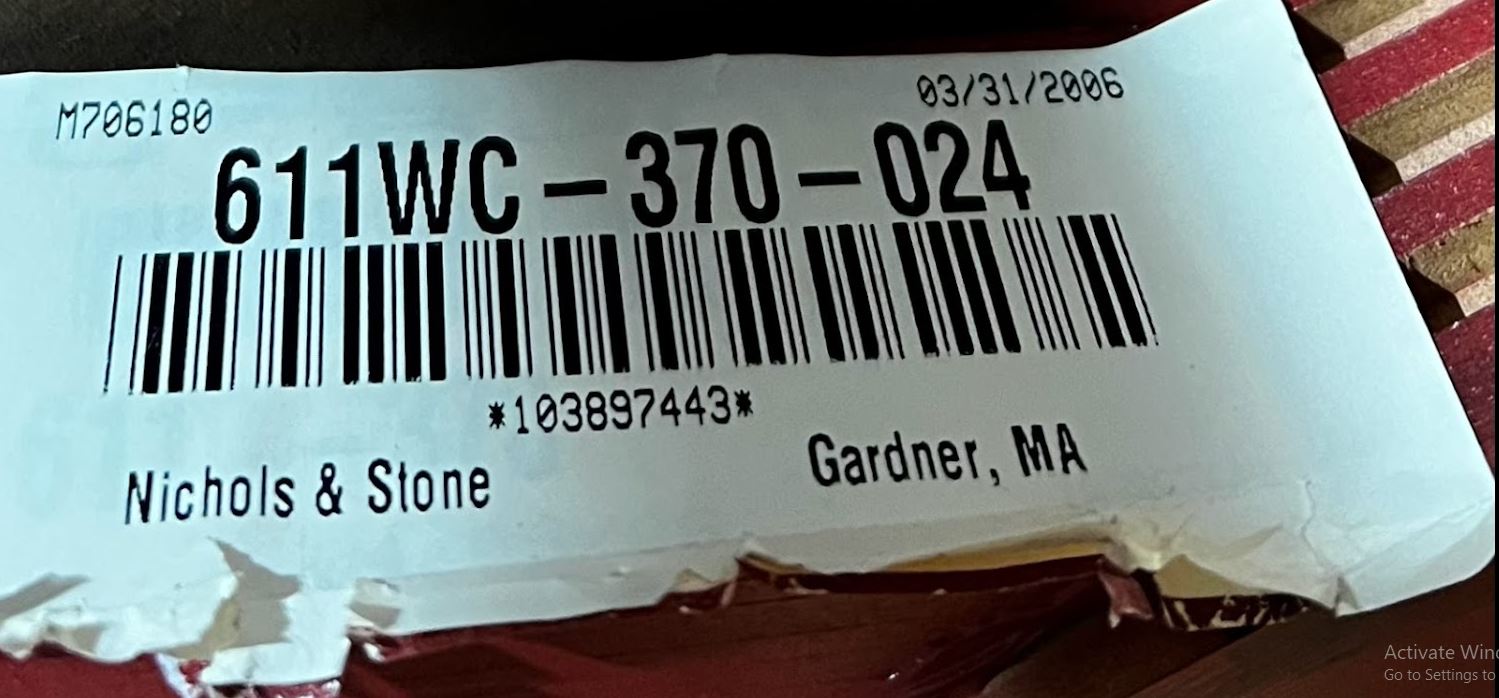 M706180 03/31/2006
611WC-370-024
*103897443*
Nichols & Stone Gardner, MA
Activate Win
Go to Settings to